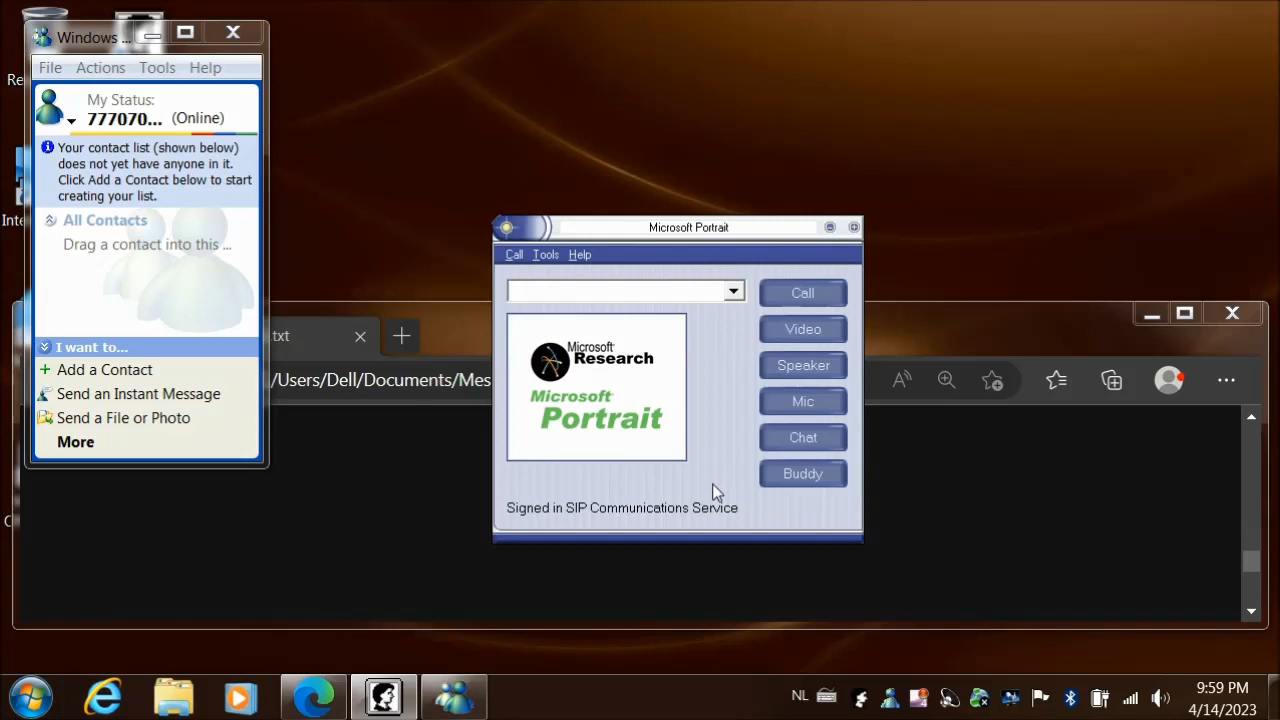 Windows ...
File Actions Tools Help
My Status:
777070... (Online)
Your contact list (shown below)
does not yet have anyone in it.
Click Add a Contact below to start
creating your list.
All Contacts
Drag a contact into this ...
I want to...
Add a Contact
Send an Instant Message
Send a File or Photo
More
Re
Inte
.txt
/Users/Dell/Documents/Mes
Microsoft Portrait
Call Tools Help
Call
Video
Speaker
Mic
Chat
Buddy
Microsoft
Research
Microsoft
Portrait
Signed in SIP Communications Service
NL
9:59 PM
4/14/2023